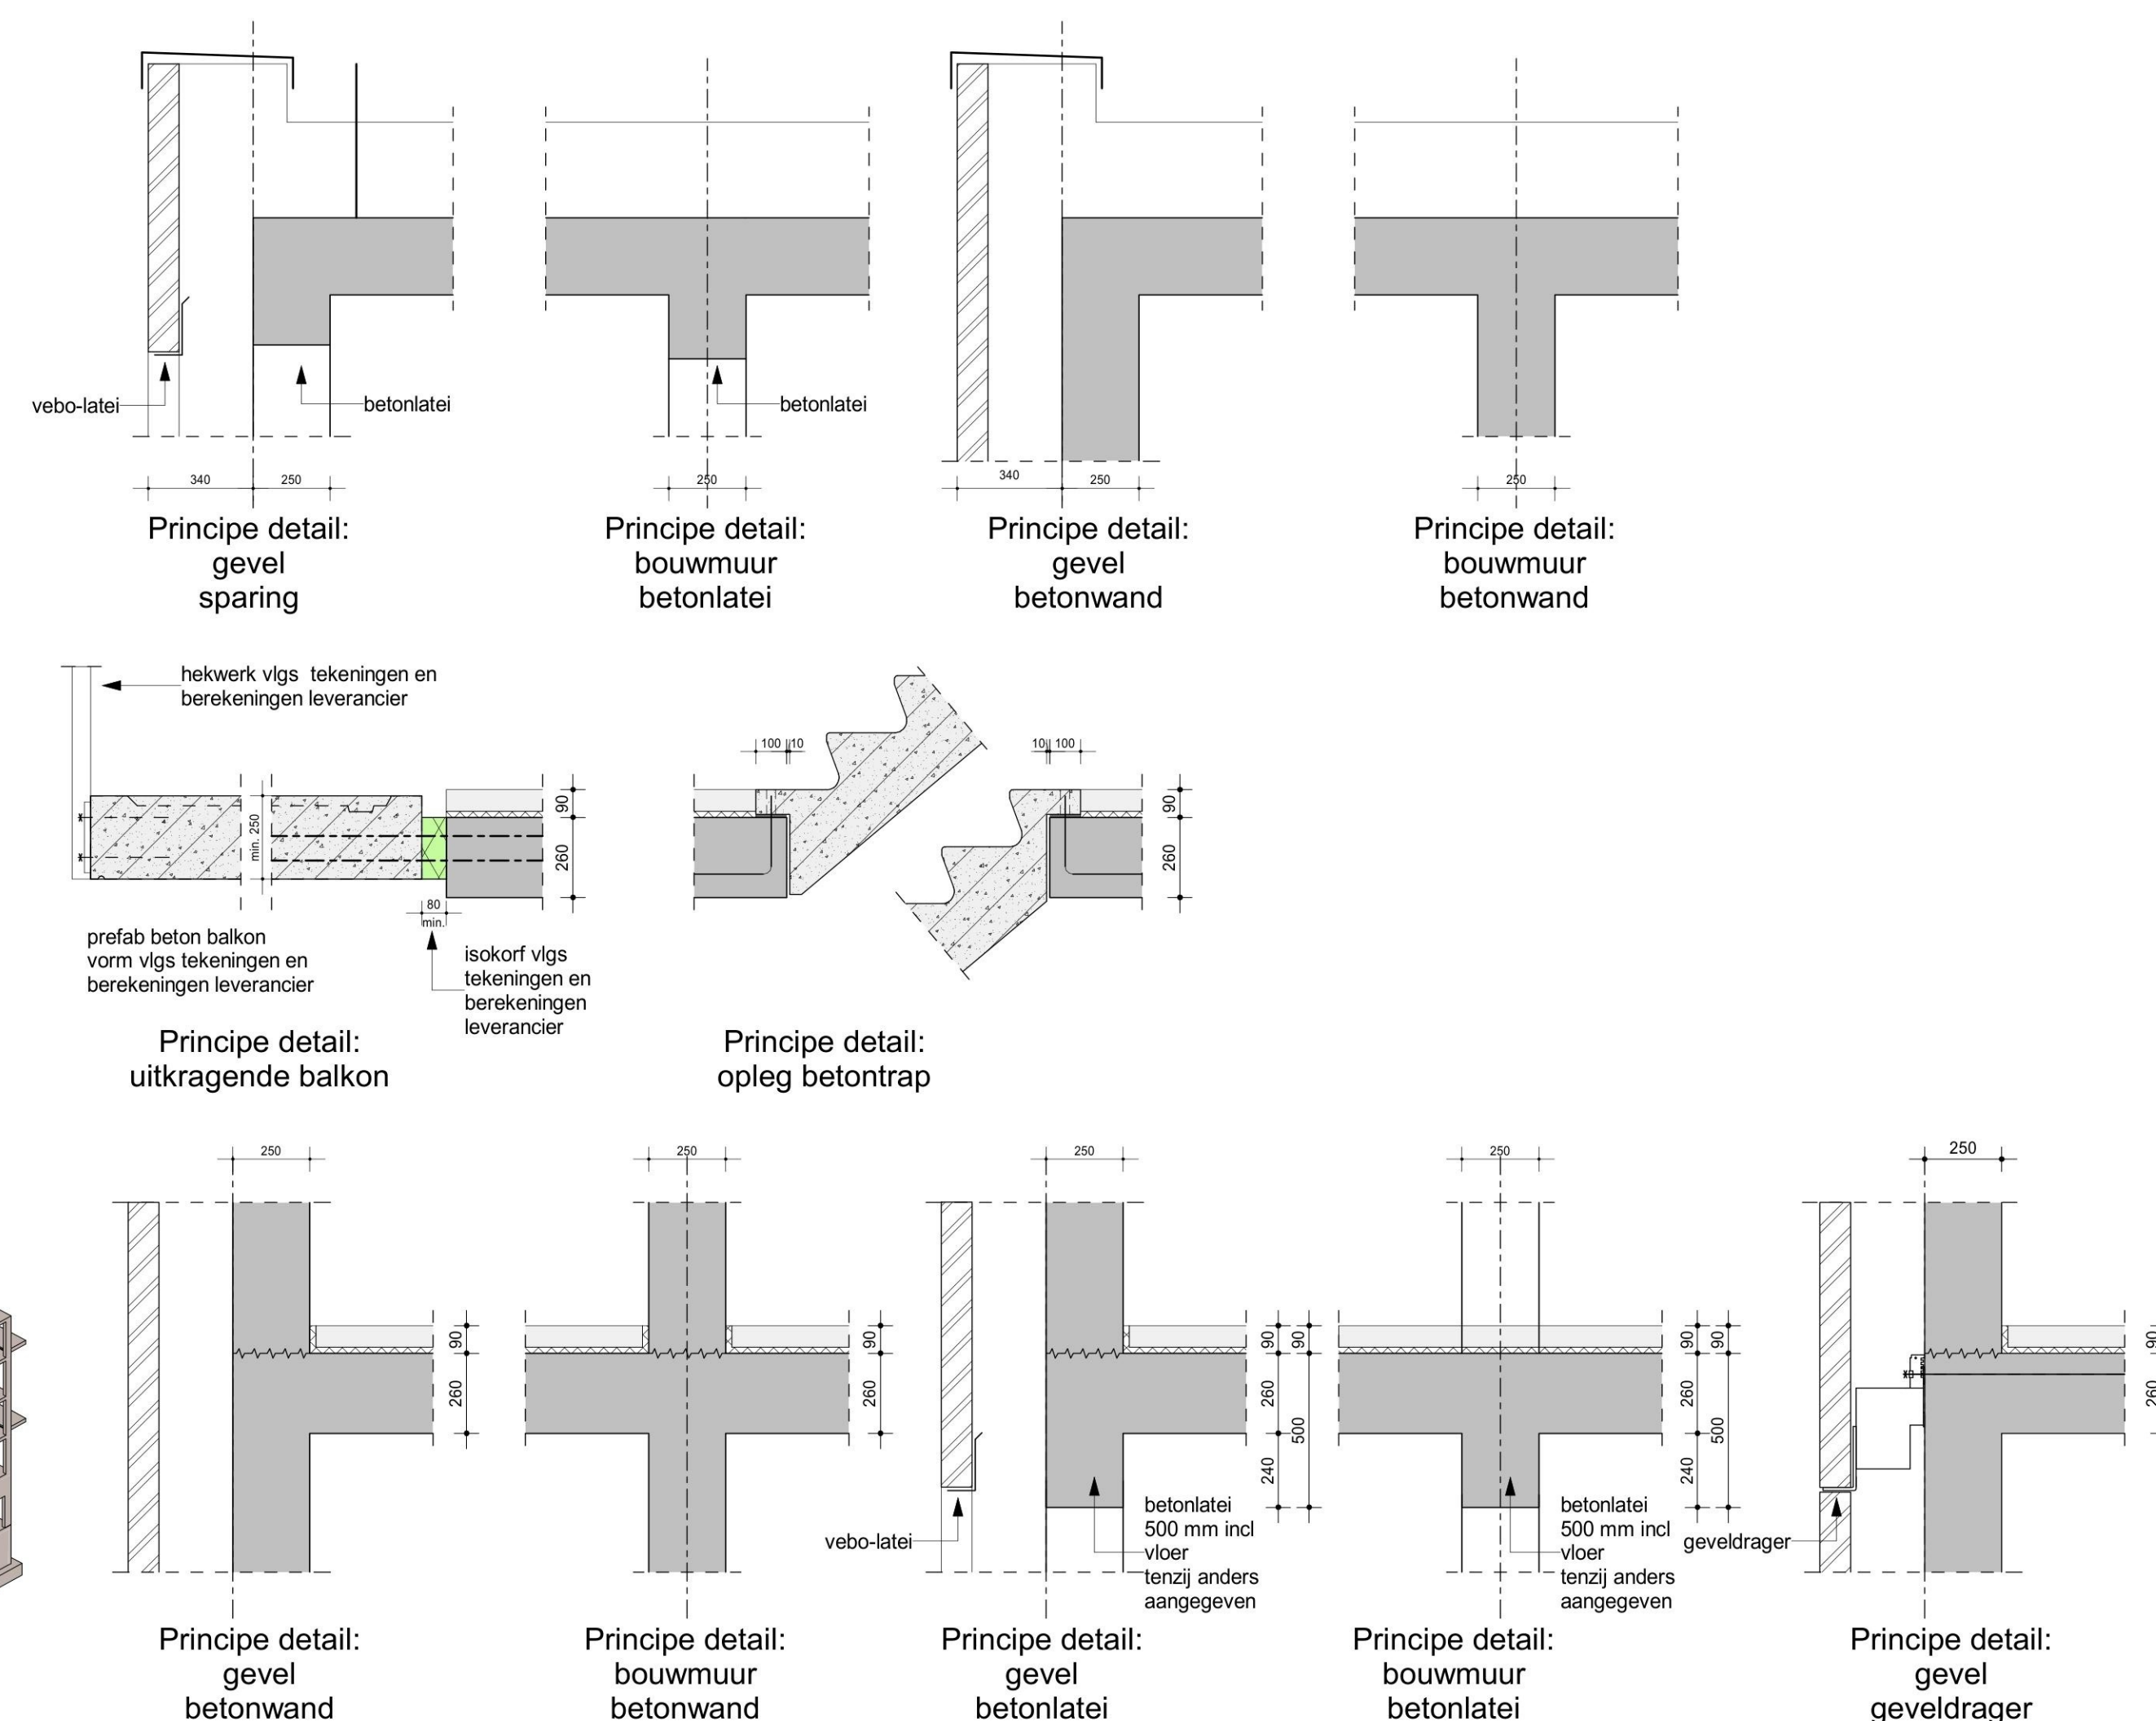 vebo-latei
betonlatei
340
250
Principe detail:
gevel
sparing
betonlatei
250
Principe detail:
bouwmuur
betonlatei
340
250
Principe detail:
gevel
betonwand
250
Principe detail:
bouwmuur
betonwand
hekwerk vlgs tekeningen en
berekeningen leverancier
min. 250
90
260
80
min.
prefab beton balkon
vorm vlgs tekeningen en
berekeningen leverancier
isokorf vlgs
tekeningen en
berekeningen
leverancier
Principe detail:
uitkragende balkon
100
10
10
100
90
260
Principe detail:
opleg betontrap
250
90
260
Principe detail:
gevel
betonwand
250
90
260
Principe detail:
bouwmuur
betonwand
250
90
90
260
500
240
vebo-latei
betonlatei
500 mm incl
vloer
tenzij anders
aangegeven
Principe detail:
gevel
betonlatei
250
90
90
260
500
240
betonlatei
500 mm incl
vloer
tenzij anders
aangegeven
Principe detail:
bouwmuur
betonlatei
250
90
260
geveldrager
Principe detail:
gevel
geveldrager